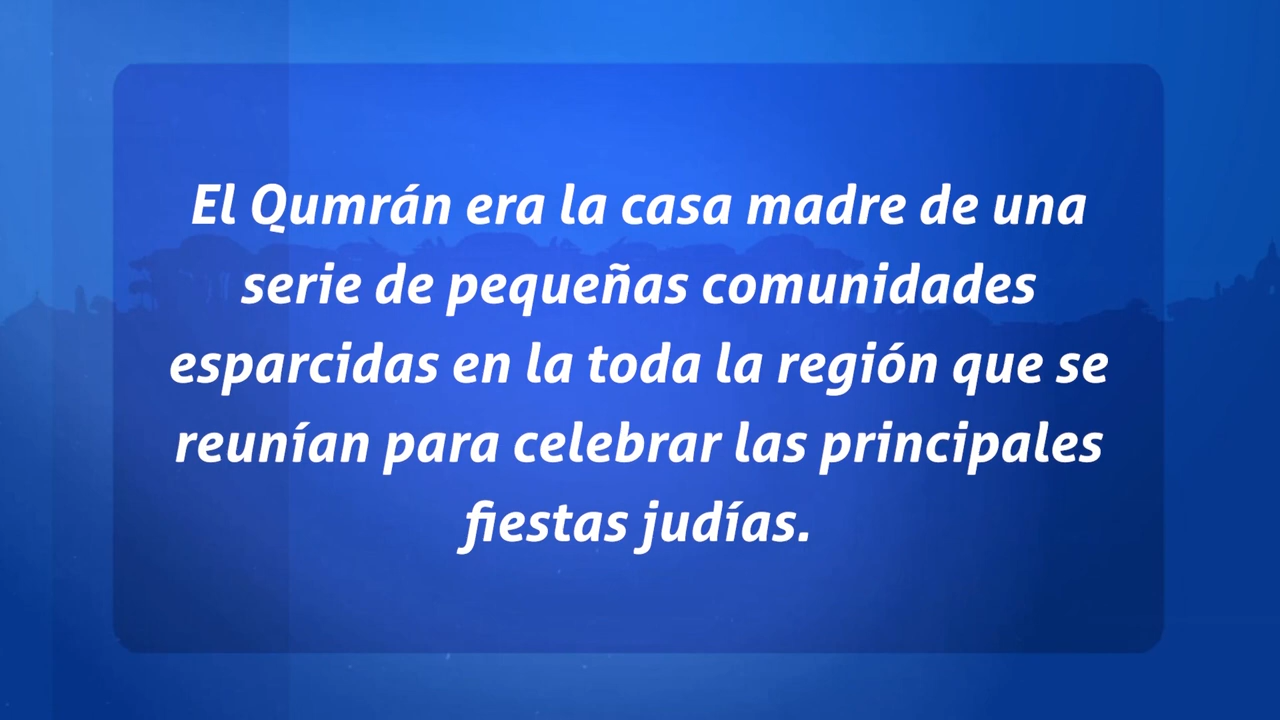 El Qumrán era la casa madre de una
serie de pequeñas comunidades
esparcidas en la toda la región que se
reunían para celebrar las principales
fiestas judías.